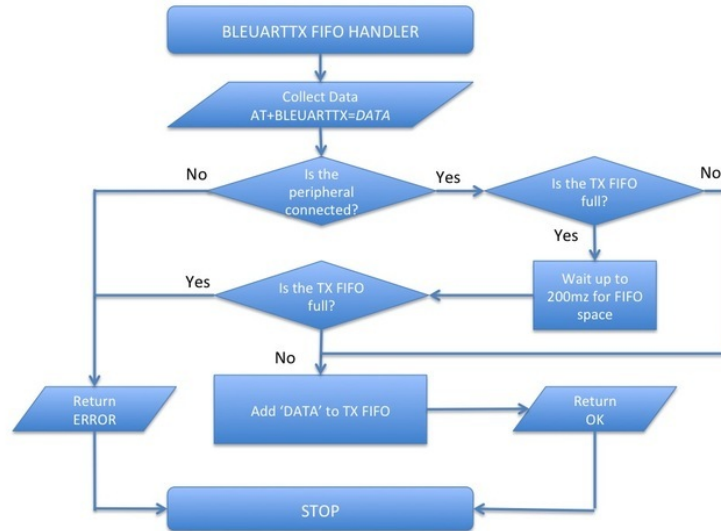 BLEUARTTX FIFO HANDLER
Collect Data
AT+BLEUARTTX=DATA
No
Is the
peripheral
connected?
Yes
Is the TX FIFO
full?
No
Yes
Yes
Is the TX FIFO
full?
Wait up to
200mz for FIFO
space
No
Return
ERROR
Add ‘DATA’ to TX FIFO
Return
OK
STOP